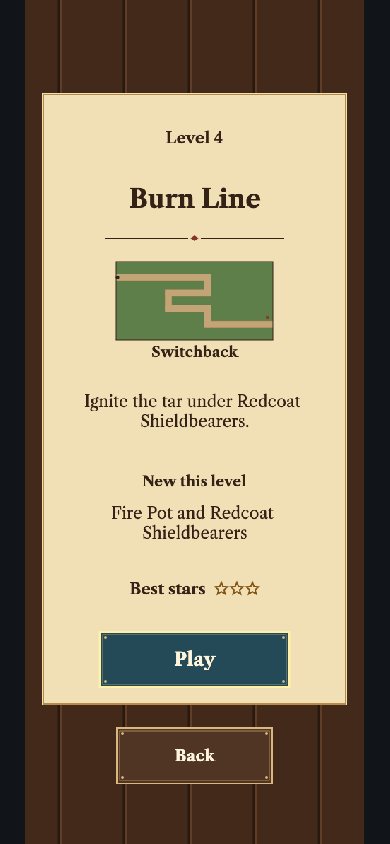 Level 4
Burn Line
Switchback
Ignite the tar under Redcoat
Shieldbearers.
New this level
Fire Pot and Redcoat
Shieldbearers
Best stars
Play
Back